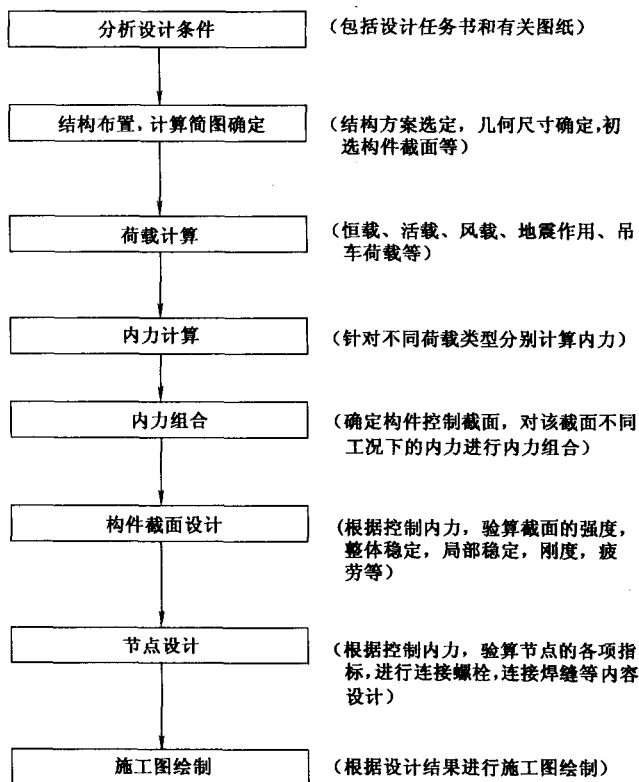 分析设计条件
（包括设计任务书和有关图纸）
结构布置，计算简图确定
（结构方案选定，几何尺寸确定，初
选构件截面等）
荷载计算
（恒载、活载、风载、地震作用、吊
车荷载等）
内力计算
（针对不同荷载类型分别计算内力）
内力组合
（确定构件控制截面，对该截面不同
工况下的内力进行内力组合）
构件截面设计
（根据控制内力，验算截面的强度，
整体稳定，局部稳定，刚度，疲
劳等）
节点设计
（根据控制内力，验算节点的各项指
标，进行连接螺栓，连接焊缝等内容
设计）
施工图绘制
（根据设计结果进行施工图绘制）